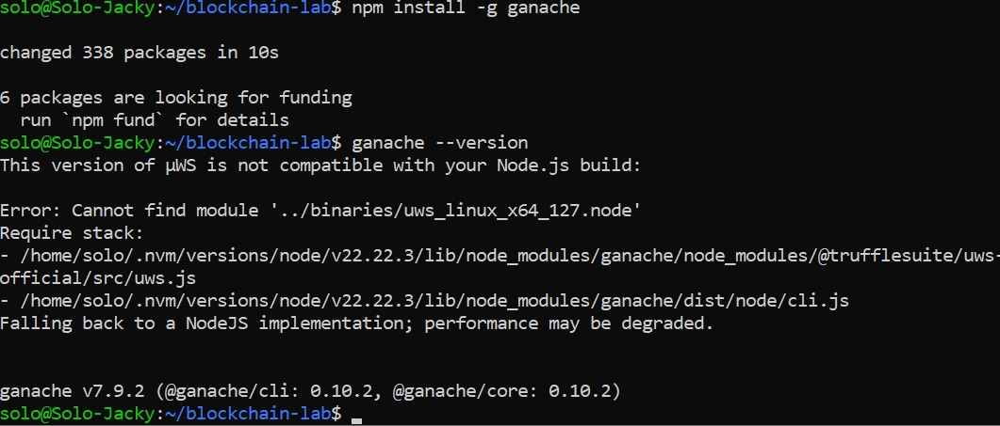 solo@Solo-Jacky:~/blockchain-lab$ npm install -g ganache
changed 338 packages in 10s
6 packages are looking for funding
  run `npm fund` for details
solo@Solo-Jacky:~/blockchain-lab$ ganache --version
This version of µWS is not compatible with your Node.js build:
Error: Cannot find module '../binaries/uws_linux_x64_127.node'
Require stack:
- /home/solo/.nvm/versions/node/v22.22.3/lib/node_modules/ganache/node_modules/@trufflesuite/uws-
official/src/uws.js
- /home/solo/.nvm/versions/node/v22.22.3/lib/node_modules/ganache/dist/node/cli.js
Falling back to a NodeJS implementation; performance may be degraded.
ganache v7.9.2 (@ganache/cli: 0.10.2, @ganache/core: 0.10.2)
solo@Solo-Jacky:~/blockchain-lab$